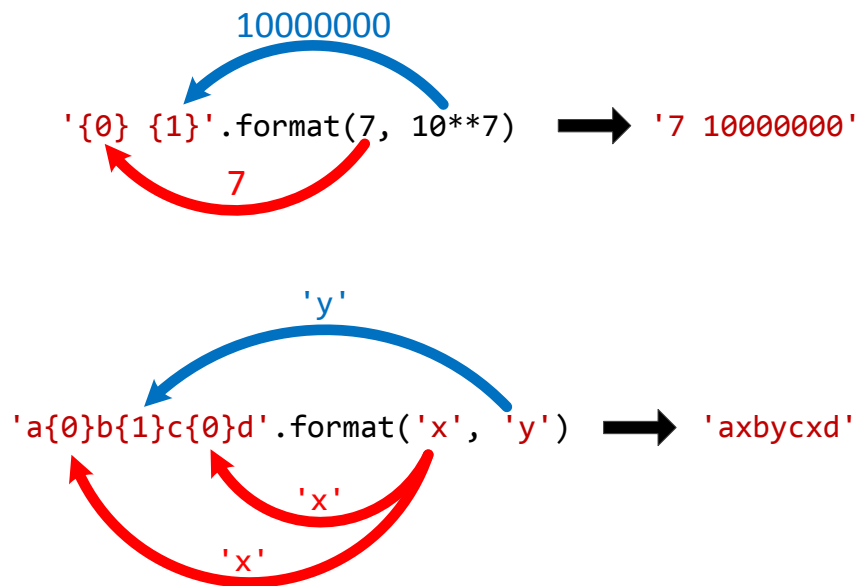 10000000
'{0} {1}'.format(7, 10**7) '7 10000000'
7
'y'
'a{0}b{1}c{0}d'.format('x', 'y') 'axbycxd'
'x'
'x'